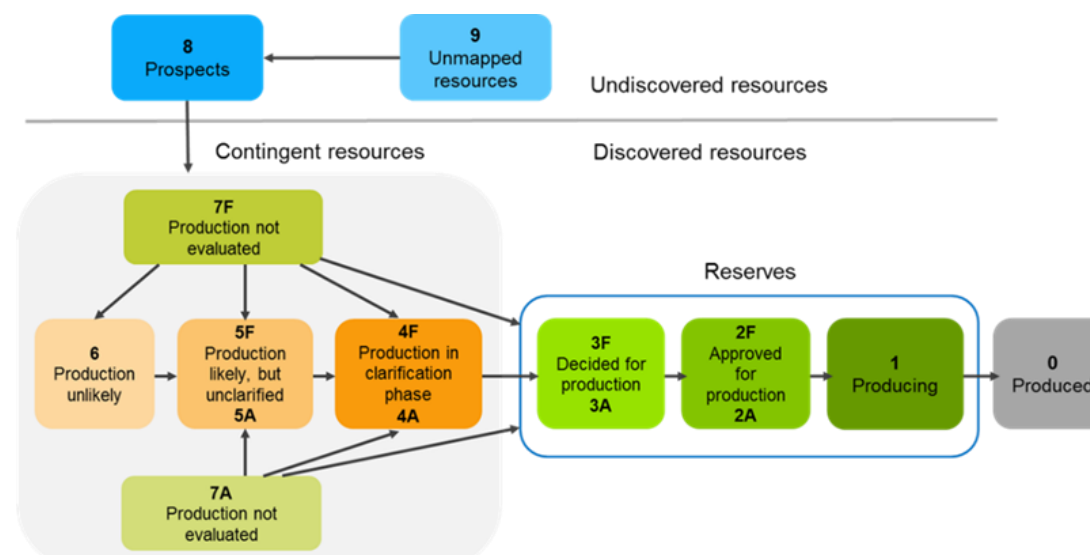 8
Prospects
9
Unmapped
resources
Undiscovered resources
Contingent resources
Discovered resources
7F
Production not
evaluated
Reserves
6
Production
unlikely
5F
Production
likely, but
unclarified
5A
4F
Production in
clarification
phase
4A
3F
Decided for
production
3A
2F
Approved
for
production
2A
1
Producing
0
Produced
7A
Production not
evaluated